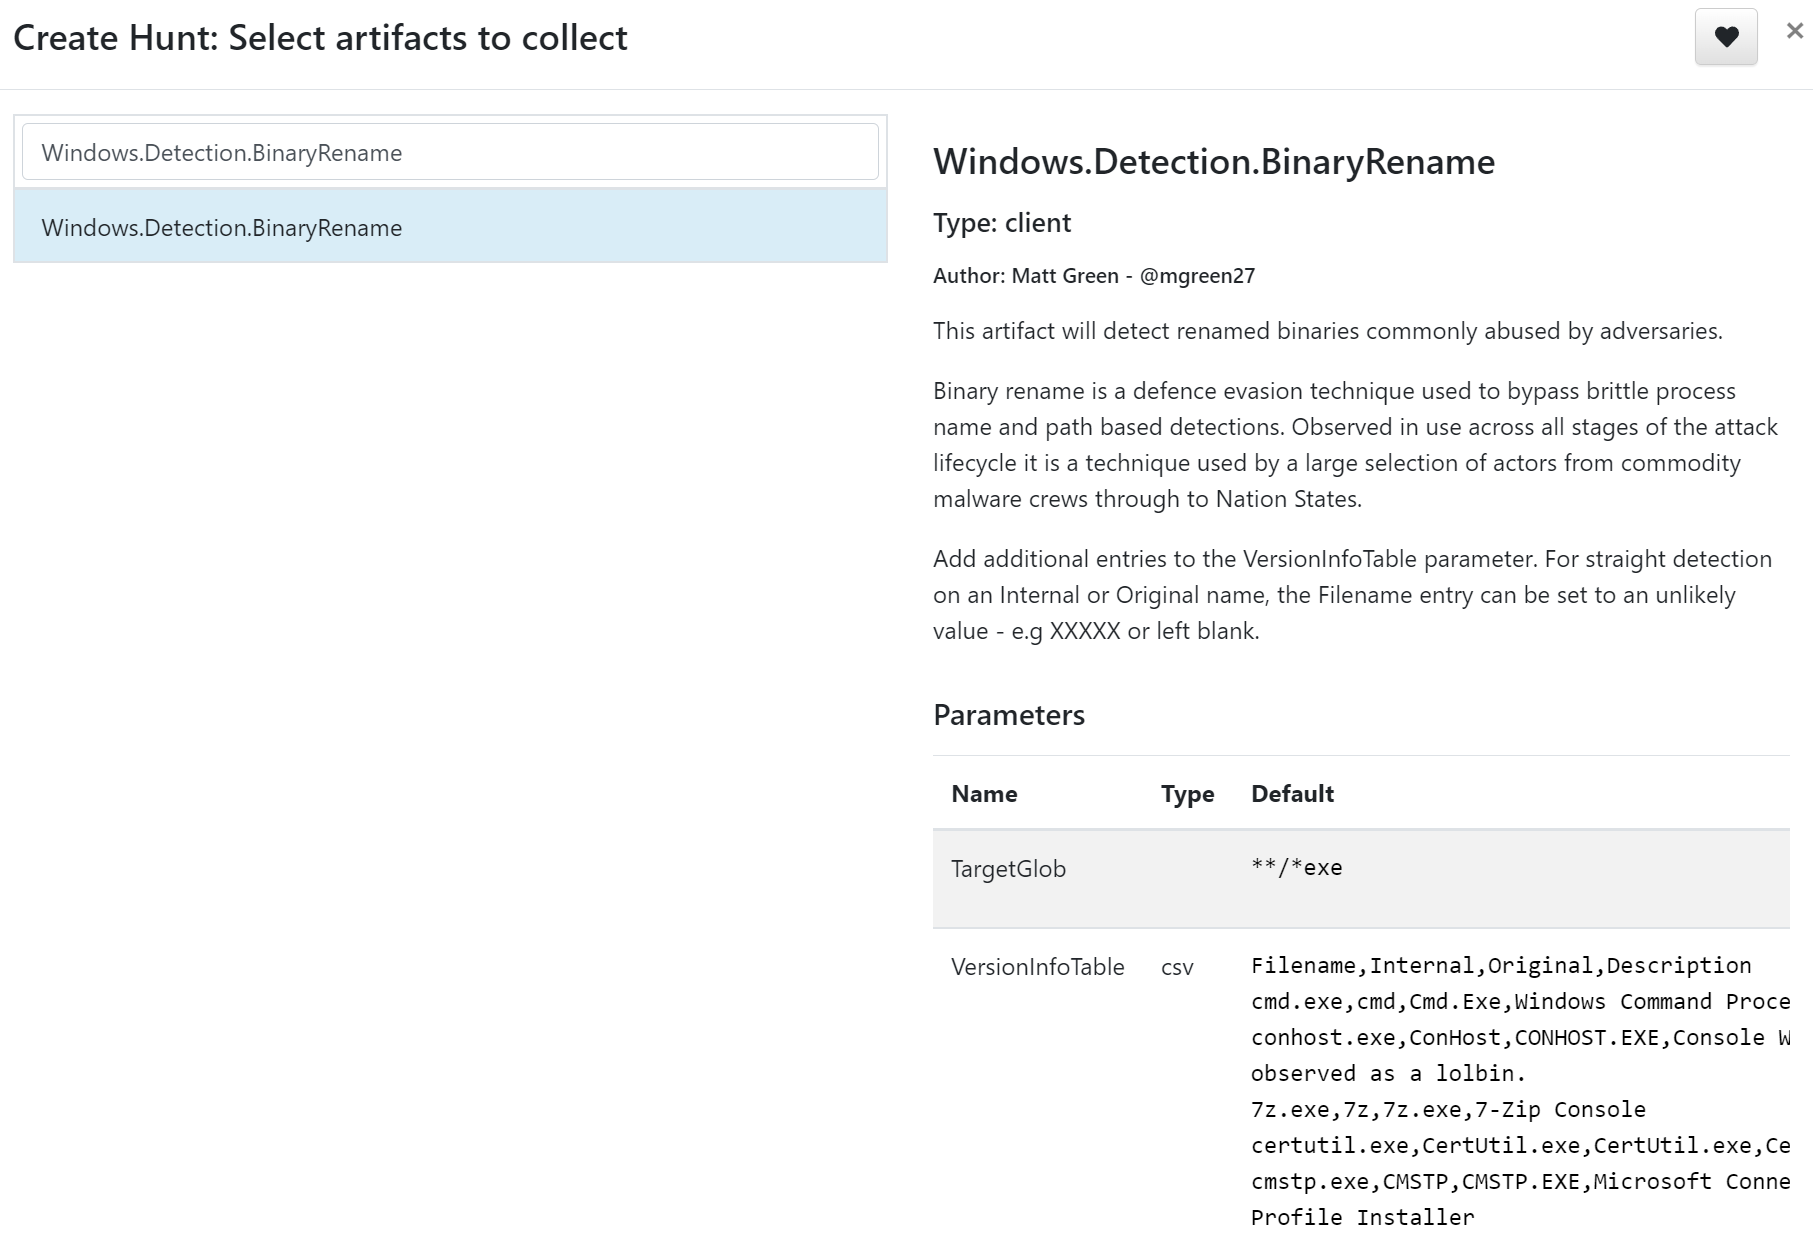 Create Hunt: Select artifacts to collect
Windows.Detection.BinaryRename
Windows.Detection.BinaryRename
Windows.Detection.BinaryRename
Type: client
Author: Matt Green - @mgreen27
This artifact will detect renamed binaries commonly abused by adversaries.
Binary rename is a defence evasion technique used to bypass brittle process
name and path based detections. Observed in use across all stages of the attack
lifecycle it is a technique used by a large selection of actors from commodity
malware crews through to Nation States.
Add additional entries to the VersionInfoTable parameter. For straight detection
on an Internal or Original name, the Filename entry can be set to an unlikely
value - e.g XXXXX or left blank.
Parameters
Name Type Default
TargetGlob **/*exe
VersionInfoTable csv Filename,Internal,Original,Description
cmd.exe,cmd,Cmd.Exe,Windows Command Proce
conhost.exe,ConHost,CONHOST.EXE,Console W
observed as a lolbin.
7z.exe,7z,7z.exe,7-Zip Console
certutil.exe,CertUtil.exe,CertUtil.exe,Ce
cmstp.exe,CMSTP,CMSTP.EXE,Microsoft Conne
Profile Installer